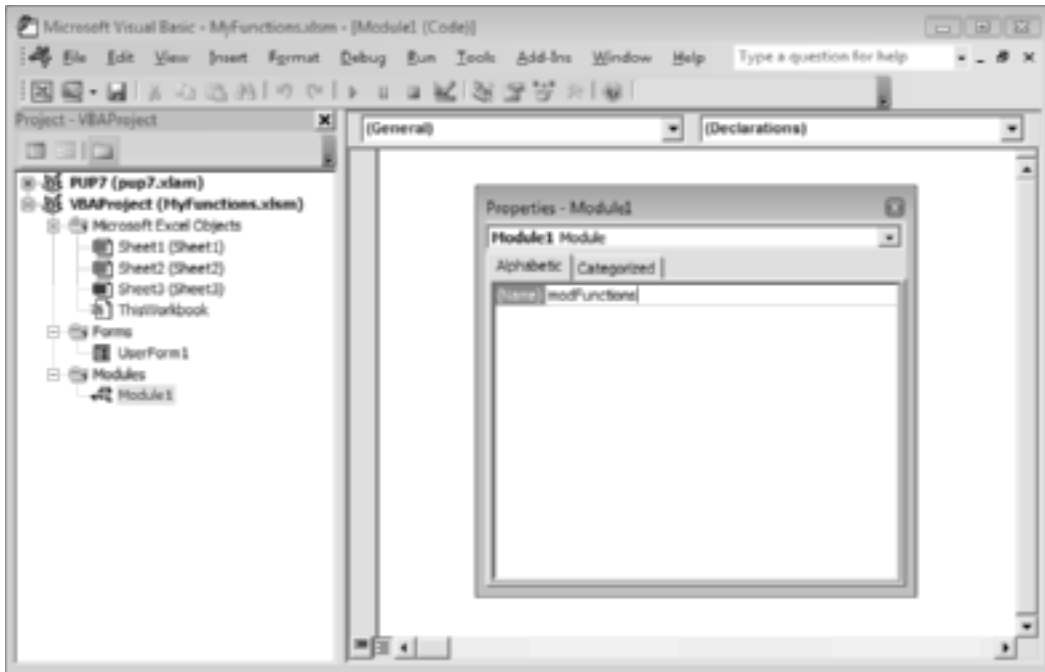 Microsoft Visual Basic - MyFunctions.xlsm - [Module1 (Code)]
File Edit View Insert Format Debug Run Tools Add-Ins Window Help Type a question for help
Project - VBAProject
(General) (Declarations)
PUP7 (pup7.xlam)
VBAProject (MyFunctions.xlsm)
Microsoft Excel Objects
Sheet1 (Sheet1)
Sheet2 (Sheet2)
Sheet3 (Sheet3)
ThisWorkbook
Forms
UserForm1
Modules
Module1
Properties - Module1
Module1 Module
Alphabetic Categorized
(Name) modFunctions